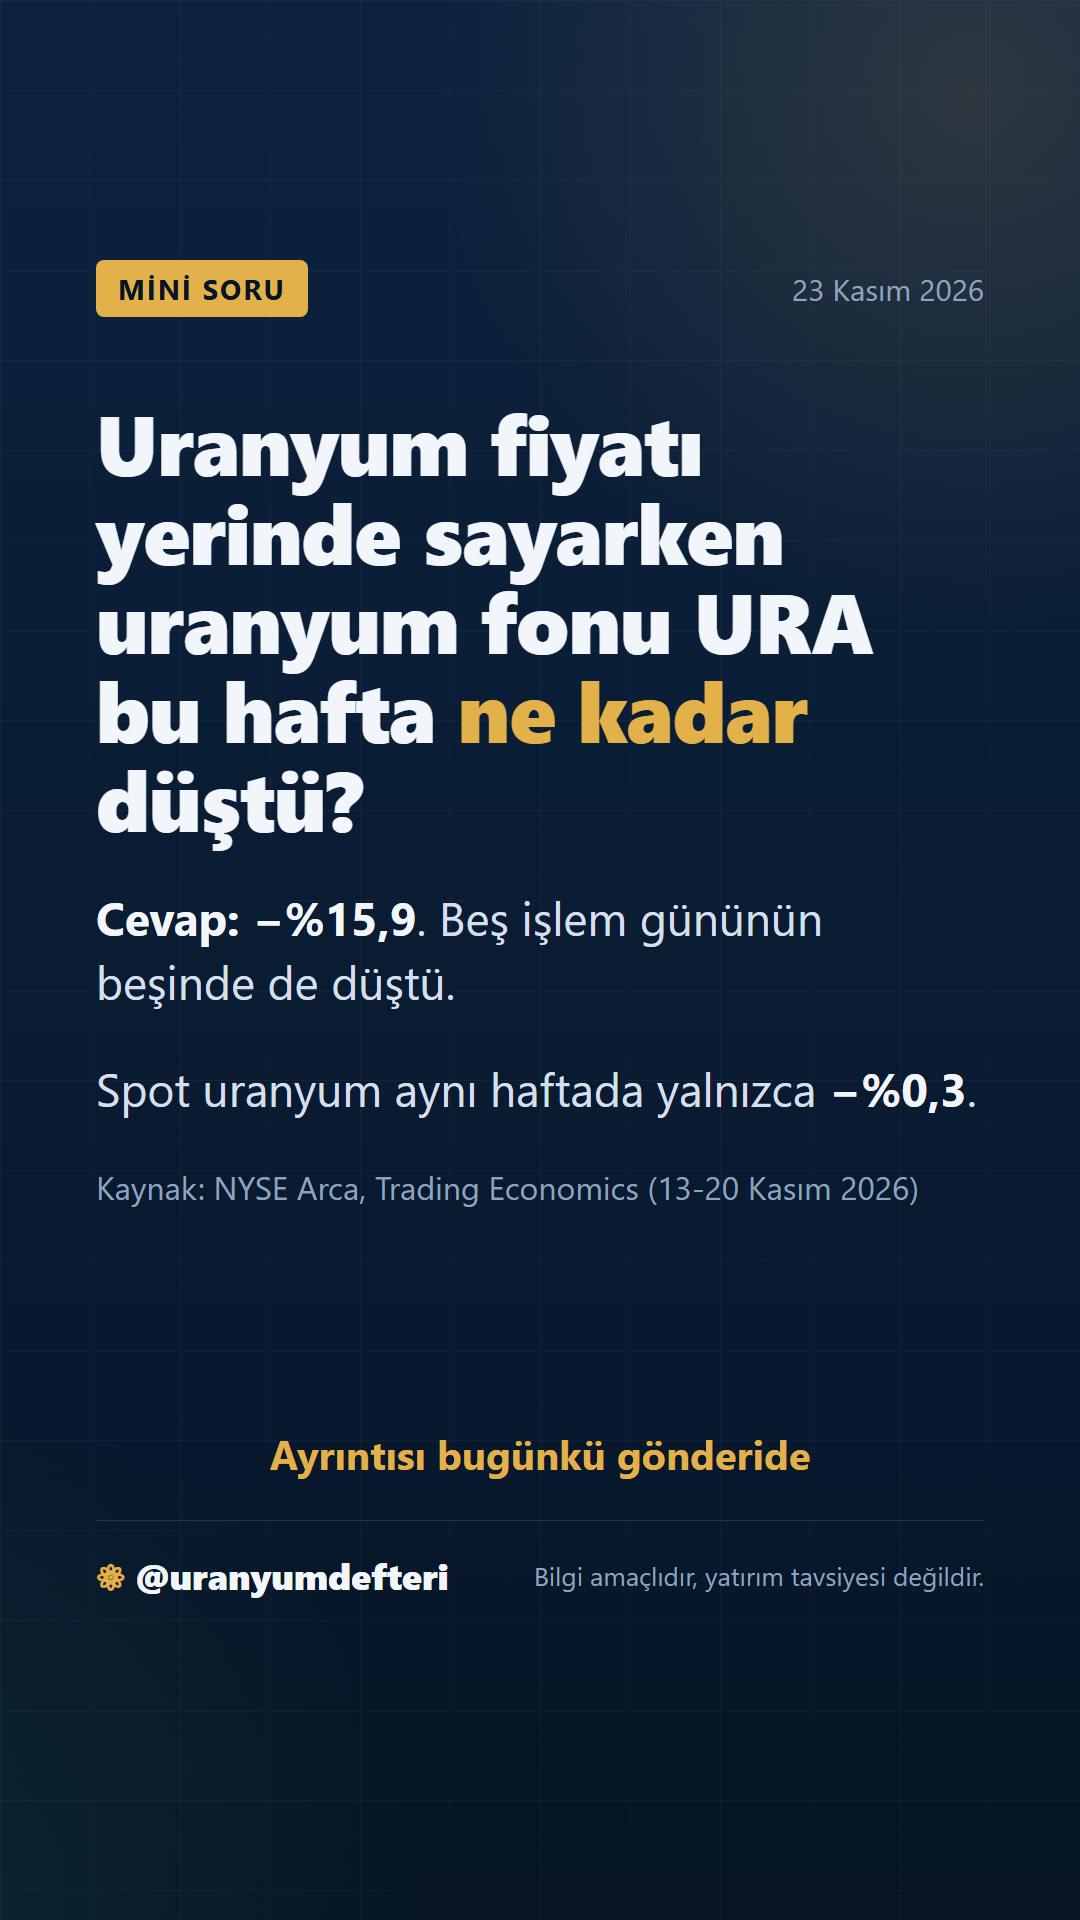 MİNİ SORU
23 Kasım 2026
Uranyum fiyatı
yerinde sayarken
uranyum fonu URA
bu hafta ne kadar
düştü?
Cevap: −%15,9. Beş işlem gününün
beşinde de düştü.
Spot uranyum aynı haftada yalnızca −%0,3.
Kaynak: NYSE Arca, Trading Economics (13-20 Kasım 2026)
Ayrıntısı bugünkü gönderide
@uranyumdefteri
Bilgi amaçlıdır, yatırım tavsiyesi değildir.